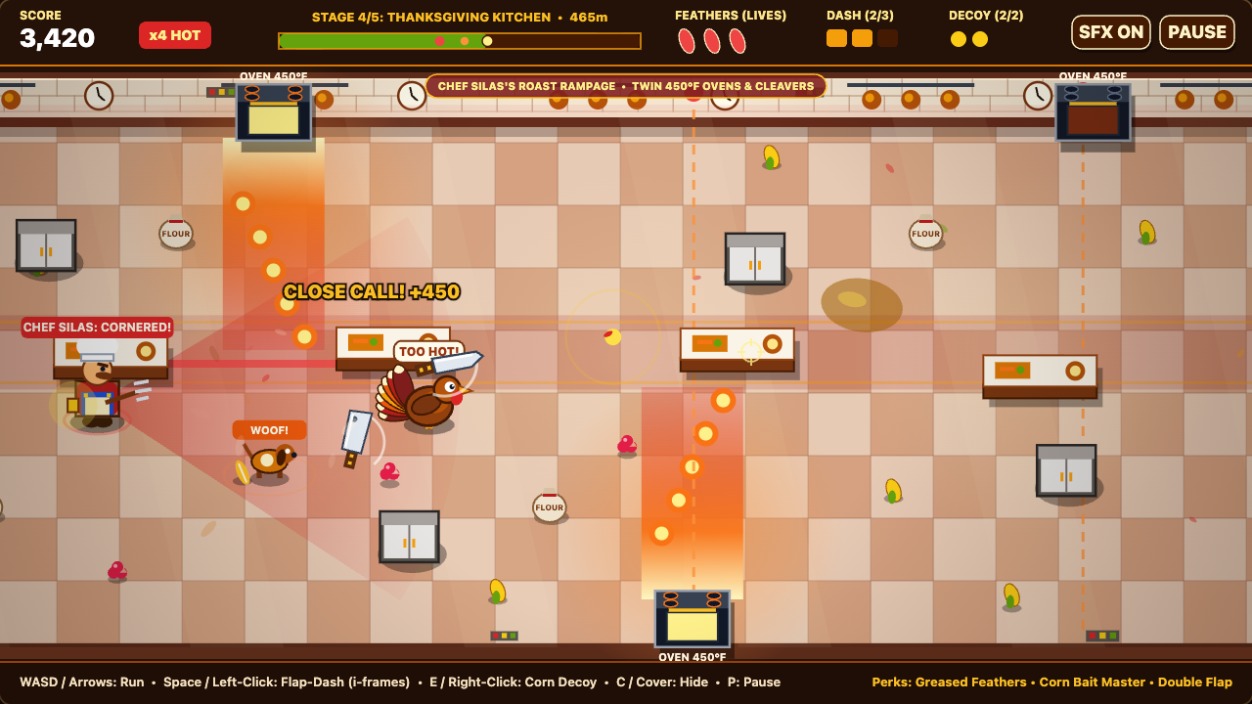 SCORE
3,420
x4 HOT
STAGE 4/5: THANKSGIVING KITCHEN • 465m
FEATHERS (LIVES)
DASH (2/3)
DECOY (2/2)
SFX ON
PAUSE
OVEN 450°F
CHEF SILAS'S ROAST RAMPAGE • TWIN 450°F OVENS & CLEAVERS
OVEN 450°F
FLOUR
FLOUR
CLOSE CALL! +450
CHEF SILAS: CORNERED!
TOO HOT!
WOOF!
FLOUR
OVEN 450°F
WASD / Arrows: Run • Space / Left-Click: Flap-Dash (i-frames) • E / Right-Click: Corn Decoy • C / Cover: Hide • P: Pause
Perks: Greased Feathers • Corn Bait Master • Double Flap